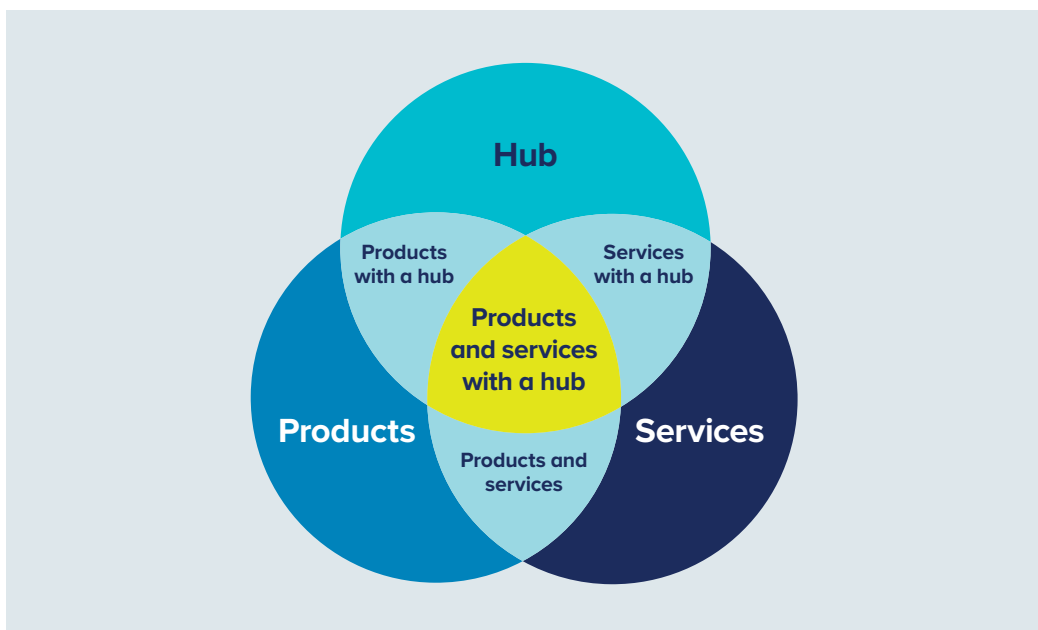 Hub
Products
with a hub
Services
with a hub
Products
and services
with a hub
Products
Services
Products and
services